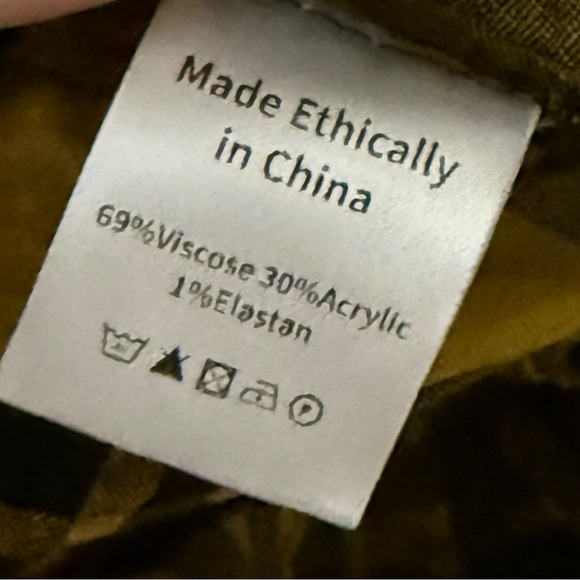 Made Ethically
in China
69%Viscose 30%Acrylic
1%Elastan
P